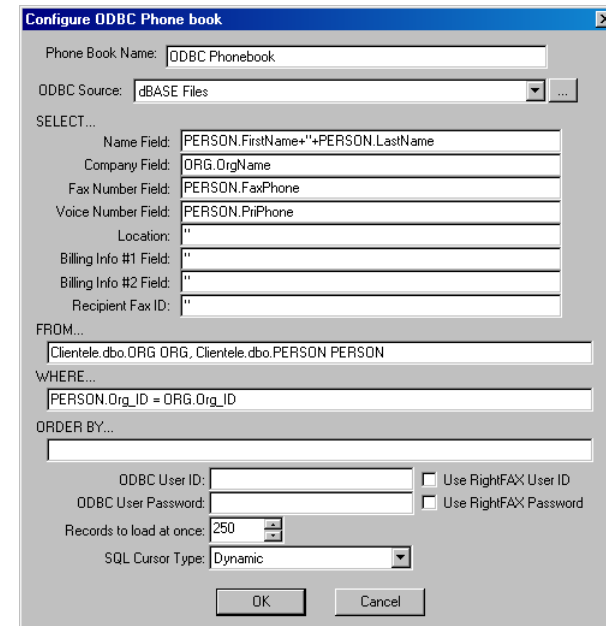 Configure ODBC Phone book
Phone Book Name: ODBC Phonebook
ODBC Source: dBASE Files ...
SELECT...
Name Field: PERSON.FirstName+"+PERSON.LastName
Company Field: ORG.OrgName
Fax Number Field: PERSON.FaxPhone
Voice Number Field: PERSON.PriPhone
Location: "
Billing Info #1 Field: "
Billing Info #2 Field: "
Recipient Fax ID: "
FROM...
Clientele.dbo.ORG ORG, Clientele.dbo.PERSON PERSON
WHERE...
PERSON.Org_ID = ORG.Org_ID
ORDER BY...
ODBC User ID: Use RightFAX User ID
ODBC User Password: Use RightFAX Password
Records to load at once: 250
SQL Cursor Type: Dynamic
OK Cancel